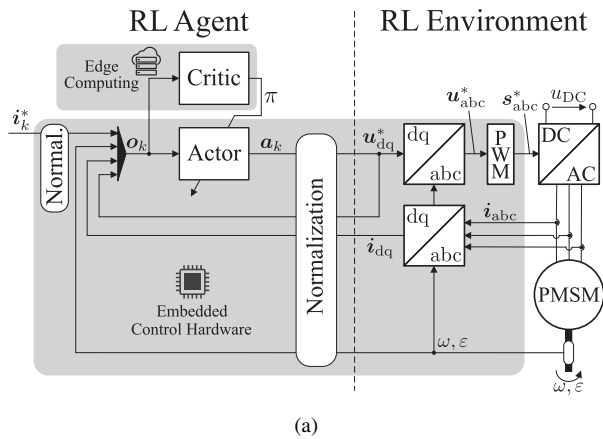 RL Agent
RL Environment
Edge
Computing
Critic
π
i*k
Normal.
ok
Actor
ak
Normalization
u*dq
dq
abc
u*abc
PWM
s*abc
uDC
DC
AC
dq
abc
iabc
idq
PMSM
Embedded
Control Hardware
ω, ε
ω, ε
(a)